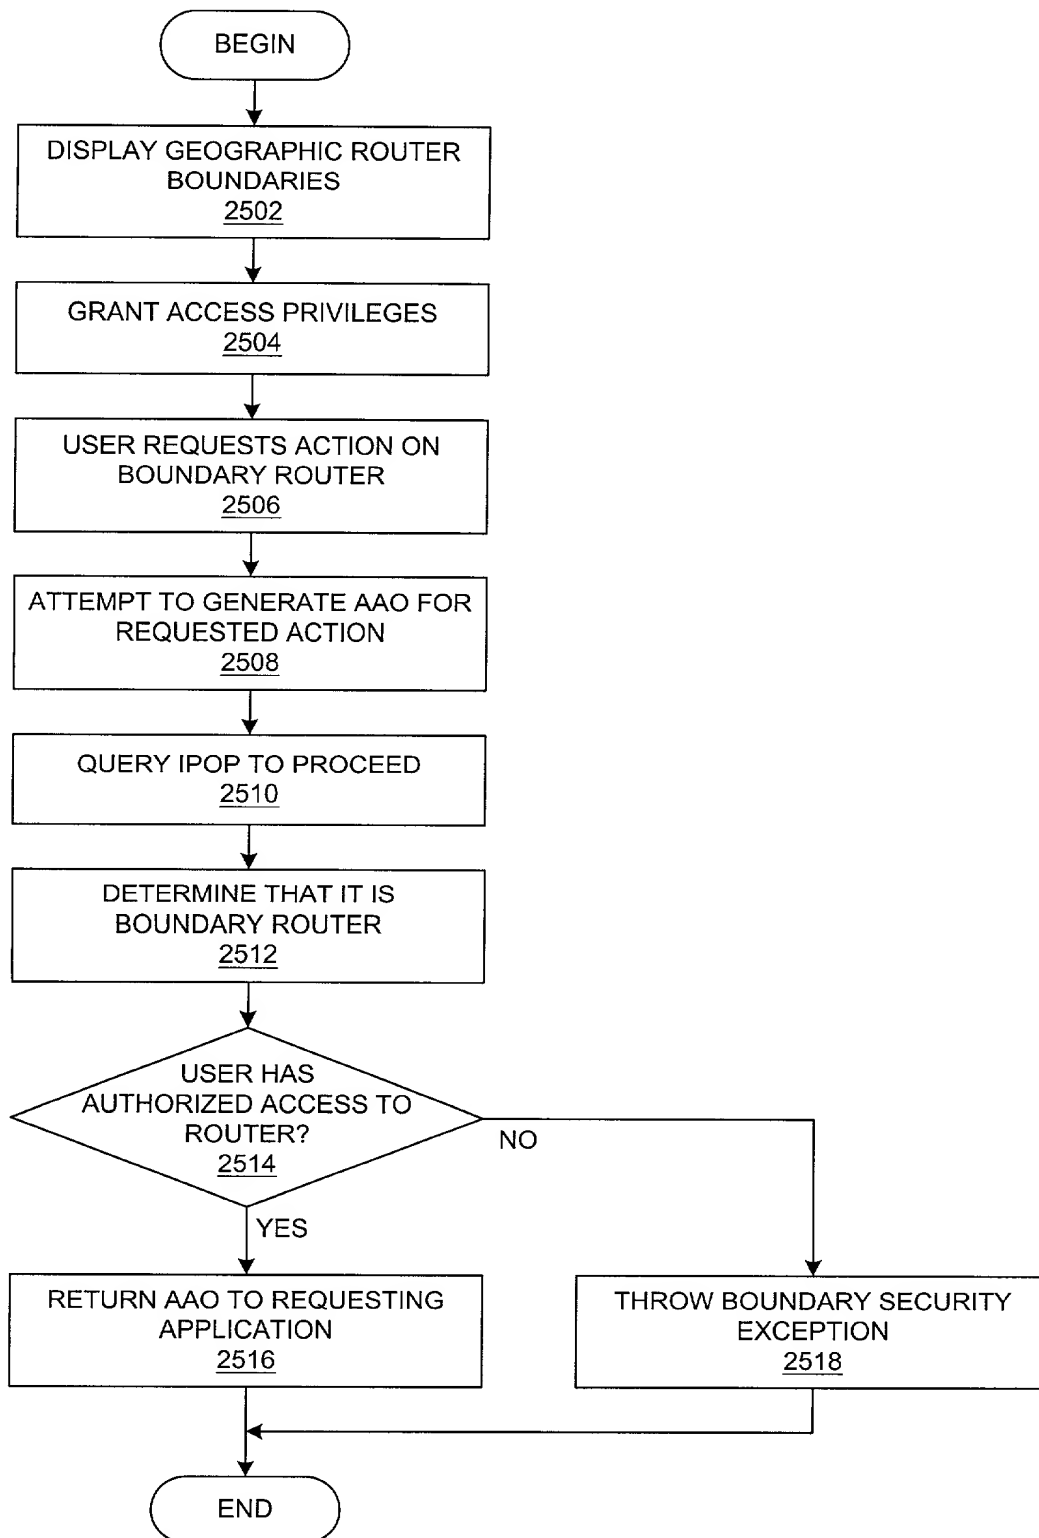 BEGIN
DISPLAY GEOGRAPHIC ROUTER
BOUNDARIES
2502
GRANT ACCESS PRIVILEGES
2504
USER REQUESTS ACTION ON
BOUNDARY ROUTER
2506
ATTEMPT TO GENERATE AAO FOR
REQUESTED ACTION
2508
QUERY IPOP TO PROCEED
2510
DETERMINE THAT IT IS
BOUNDARY ROUTER
2512
USER HAS
AUTHORIZED ACCESS TO
ROUTER?
2514
NO
YES
RETURN AAO TO REQUESTING
APPLICATION
2516
THROW BOUNDARY SECURITY
EXCEPTION
2518
END